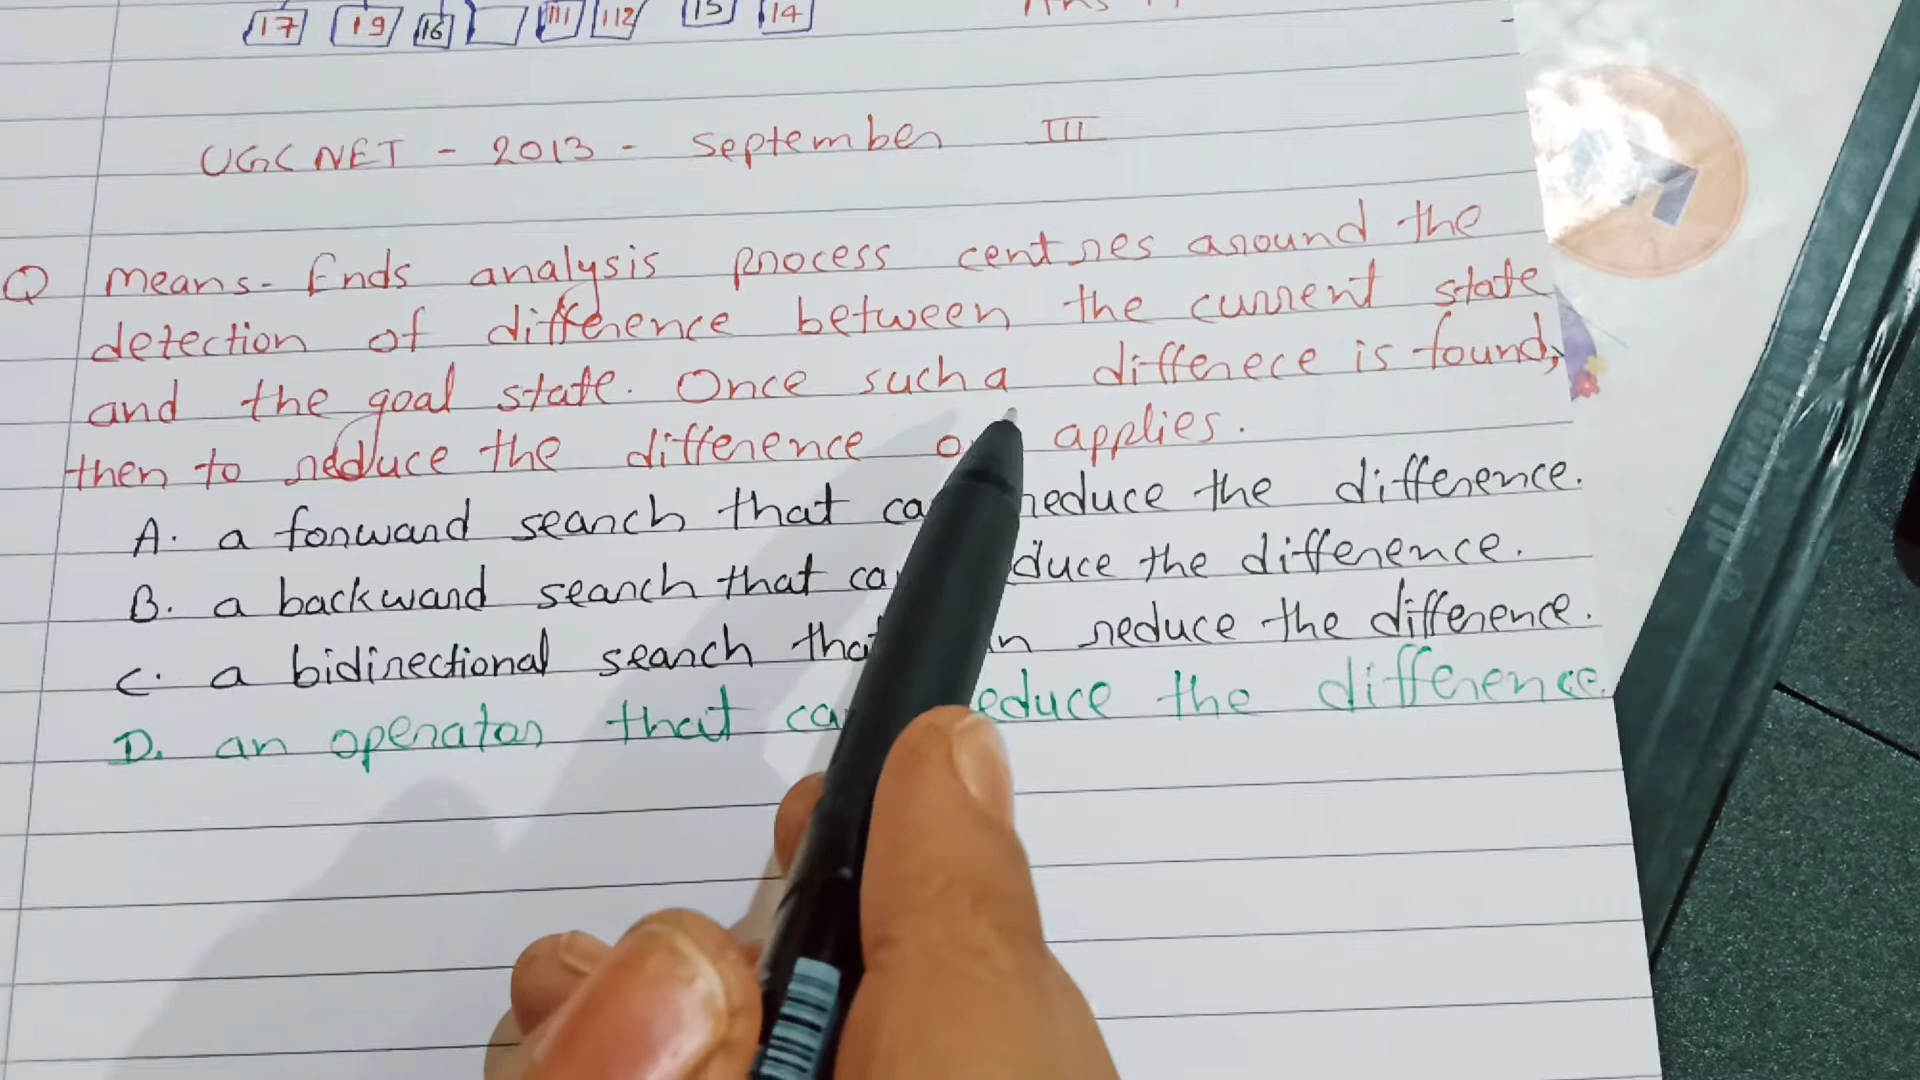 17 19 16 111 112 15 14
UGC NET - 2013 - September III
Q Means-Ends analysis process centres around the
detection of difference between the current state
and the goal state. Once such a differece is found,
then to reduce the difference applies.
A. a forward search that reduce the difference.
B. a backward search that the difference.
C. a bidirectional search reduce the difference.
D. an operator that the difference.